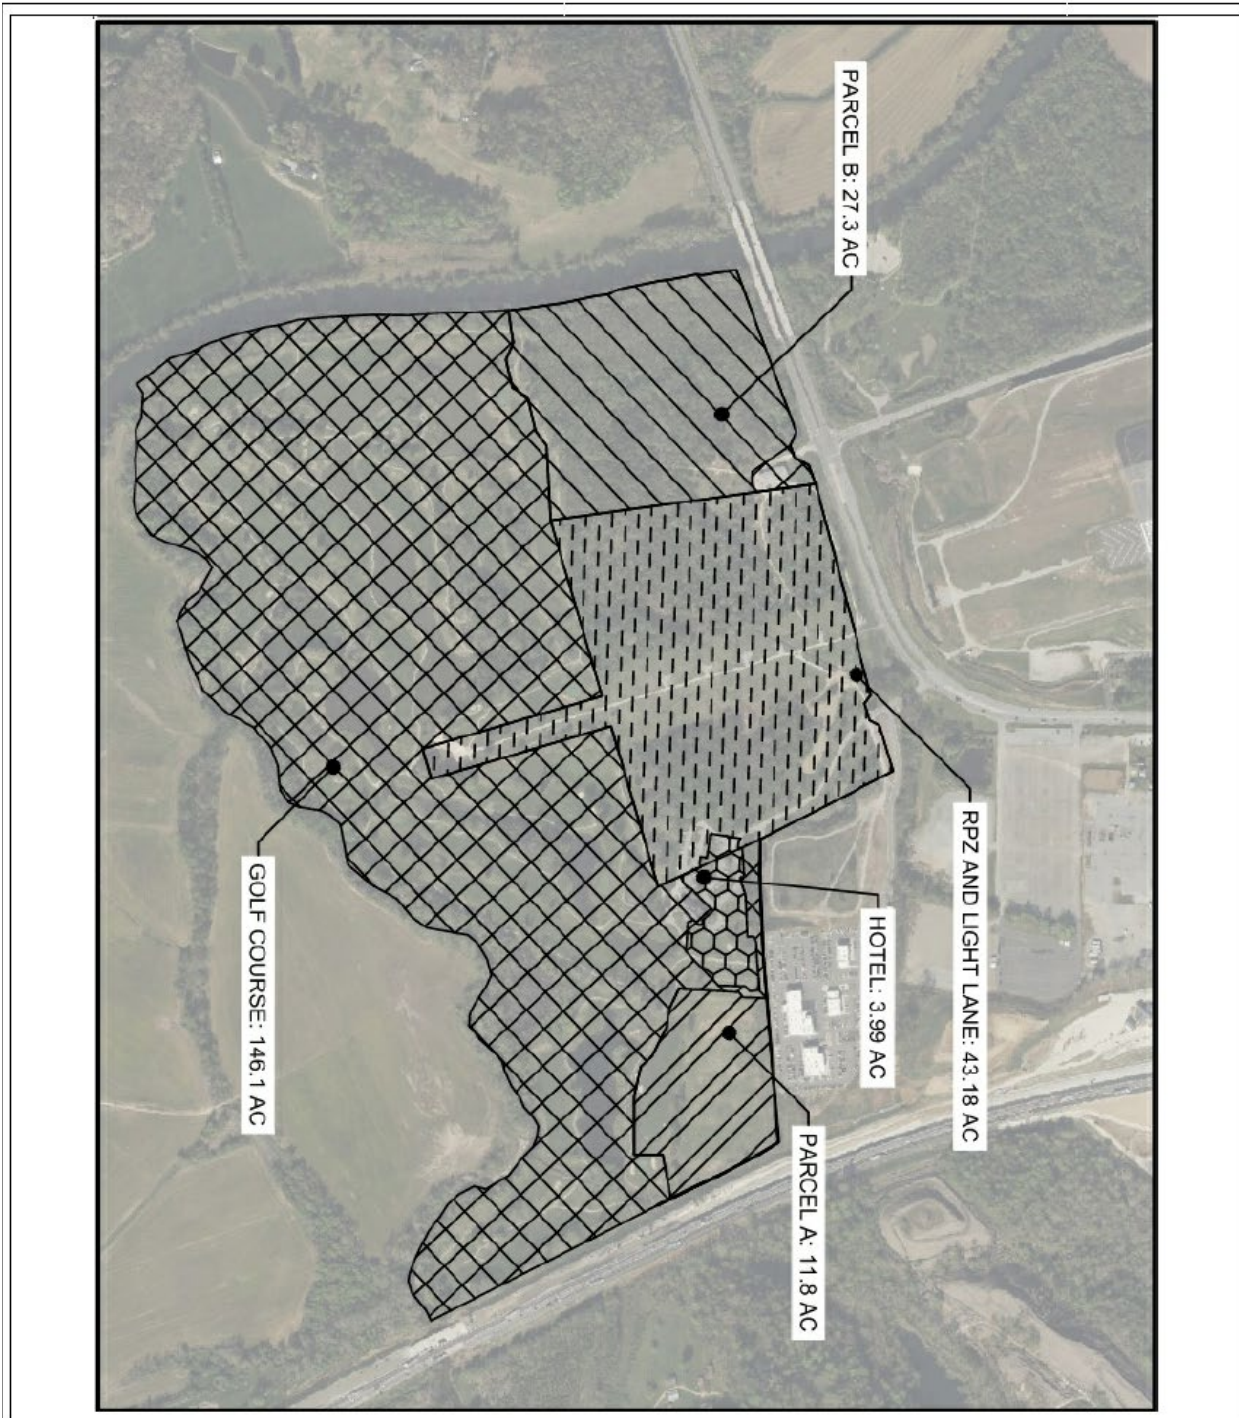 PARCEL B: 27.3 AC
RPZ AND LIGHT LANE: 43.18 AC
HOTEL: 3.99 AC
PARCEL A: 11.8 AC
GOLF COURSE: 146.1 AC